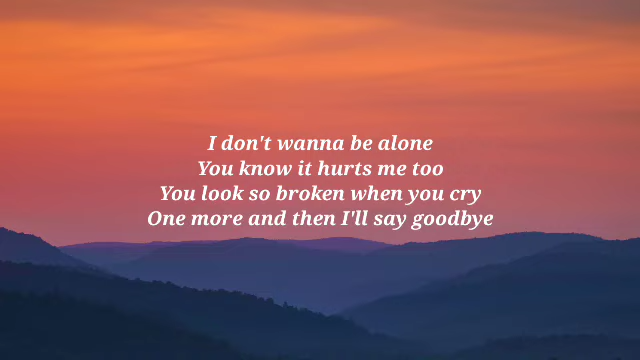 I don't wanna be alone
You know it hurts me too
You look so broken when you cry
One more and then I'll say goodbye